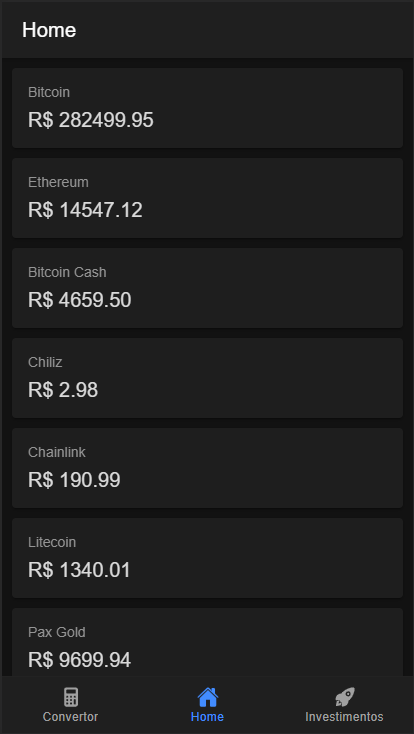 Home
Bitcoin
R$ 282499.95
Ethereum
R$ 14547.12
Bitcoin Cash
R$ 4659.50
Chiliz
R$ 2.98
Chainlink
R$ 190.99
Litecoin
R$ 1340.01
Pax Gold
R$ 9699.94
Convertor
Home
Investimentos